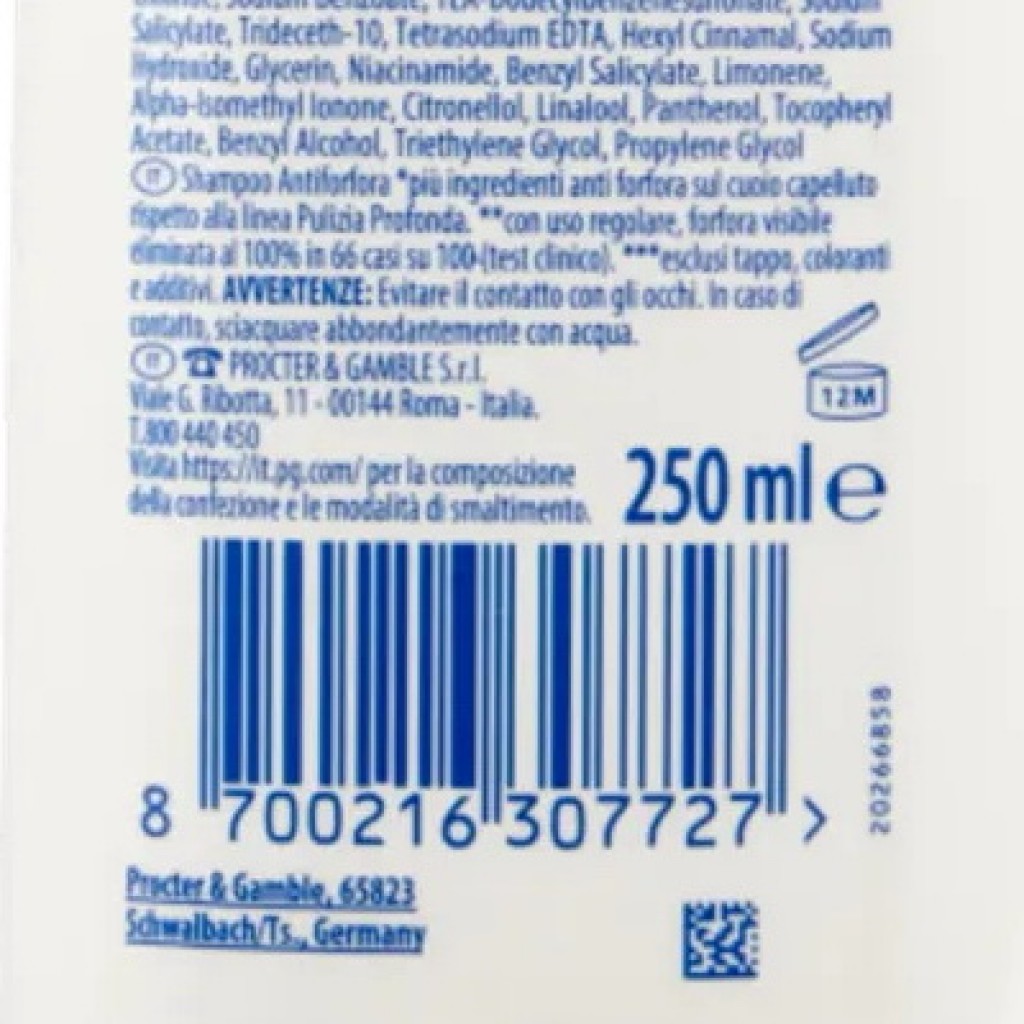 Sodium Benzoate, TEA-Dodecylbenzenesulfonate, Sodium
Salicylate, Trideceth-10, Tetrasodium EDTA, Hexyl Cinnamal, Sodium
Hydroxide, Glycerin, Niacinamide, Benzyl Salicylate, Limonene,
Alpha-Isomethyl Ionone, Citronellol, Linalool, Panthenol, Tocopheryl
Acetate, Benzyl Alcohol, Triethylene Glycol, Propylene Glycol
IT Shampoo Antiforfora *più ingredienti anti forfora sul cuoio capelluto
rispetto alla linea Pulizia Profonda. **con uso regolare, forfora visibile
eliminata al 100% in 66 casi su 100 (test clinico). ***esclusi tappo, coloranti
e additivi. AVVERTENZE: Evitare il contatto con gli occhi. In caso di
contatto, sciacquare abbondantemente con acqua.
IT ☎ PROCTER & GAMBLE S.r.l.
Viale G. Ribotta, 11 - 00144 Roma - Italia.
T.800 440 450
Visita https://it.pg.com/ per la composizione
della confezione e le modalità di smaltimento.
12M
250 ml e
8 700216 307727 >
20266858
Procter & Gamble, 65823
Schwalbach/Ts., Germany